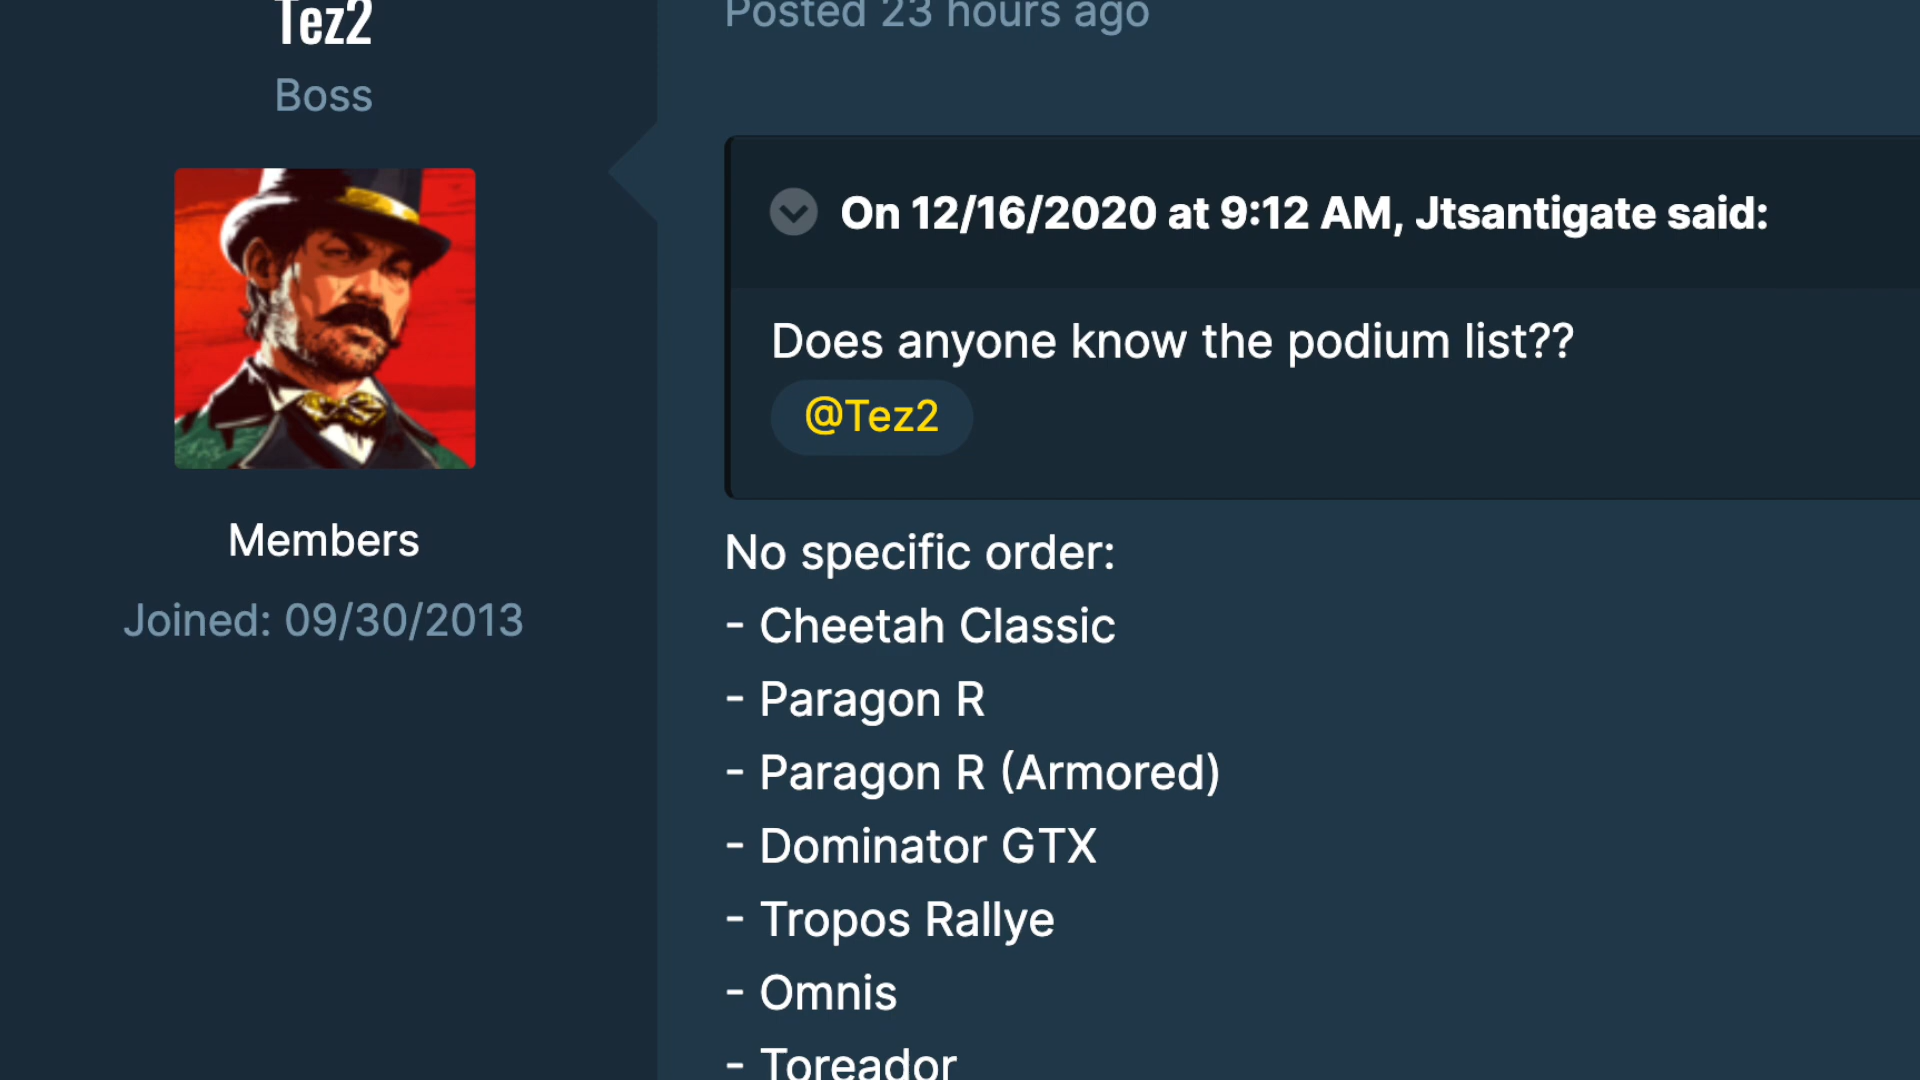 Tez2
Boss
Members
Joined: 09/30/2013
Posted 23 hours ago
On 12/16/2020 at 9:12 AM, Jtsantigate said:
Does anyone know the podium list??
@Tez2
No specific order:
- Cheetah Classic
- Paragon R
- Paragon R (Armored)
- Dominator GTX
- Tropos Rallye
- Omnis
- Toreador